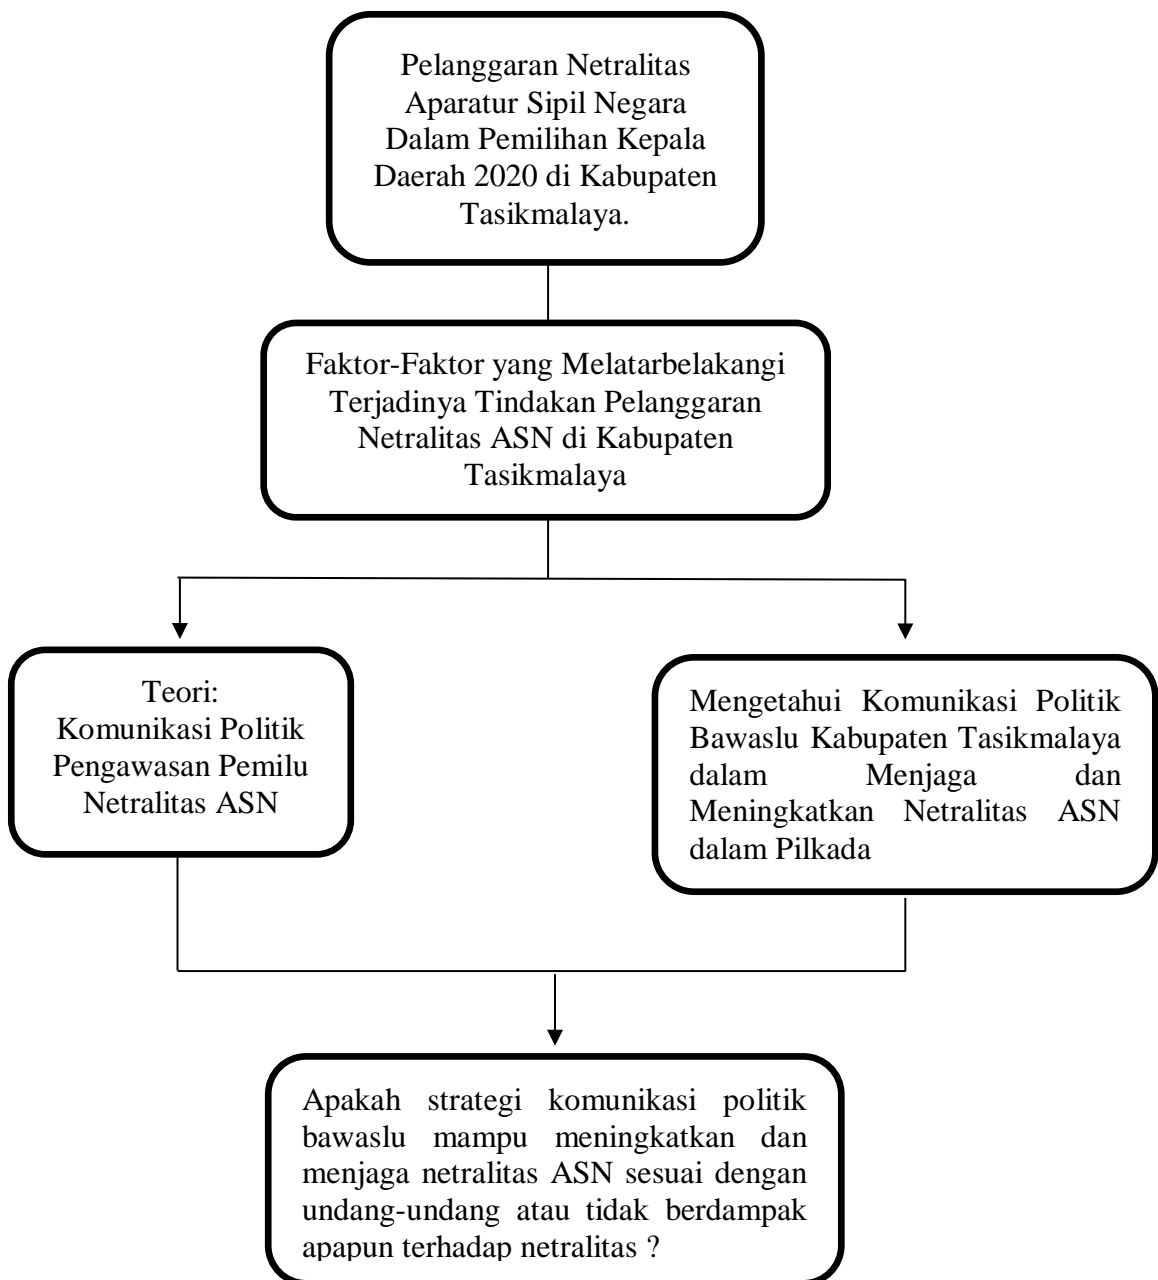 Pelanggaran Netralitas
Aparatur Sipil Negara
Dalam Pemilihan Kepala
Daerah 2020 di Kabupaten
Tasikmalaya.
Faktor-Faktor yang Melatarbelakangi
Terjadinya Tindakan Pelanggaran
Netralitas ASN di Kabupaten
Tasikmalaya
Teori:
Komunikasi Politik
Pengawasan Pemilu
Netralitas ASN
Mengetahui Komunikasi Politik
Bawaslu Kabupaten Tasikmalaya
dalam Menjaga dan
Meningkatkan Netralitas ASN
dalam Pilkada
Apakah strategi komunikasi politik
bawaslu mampu meningkatkan dan
menjaga netralitas ASN sesuai dengan
undang-undang atau tidak berdampak
apapun terhadap netralitas ?